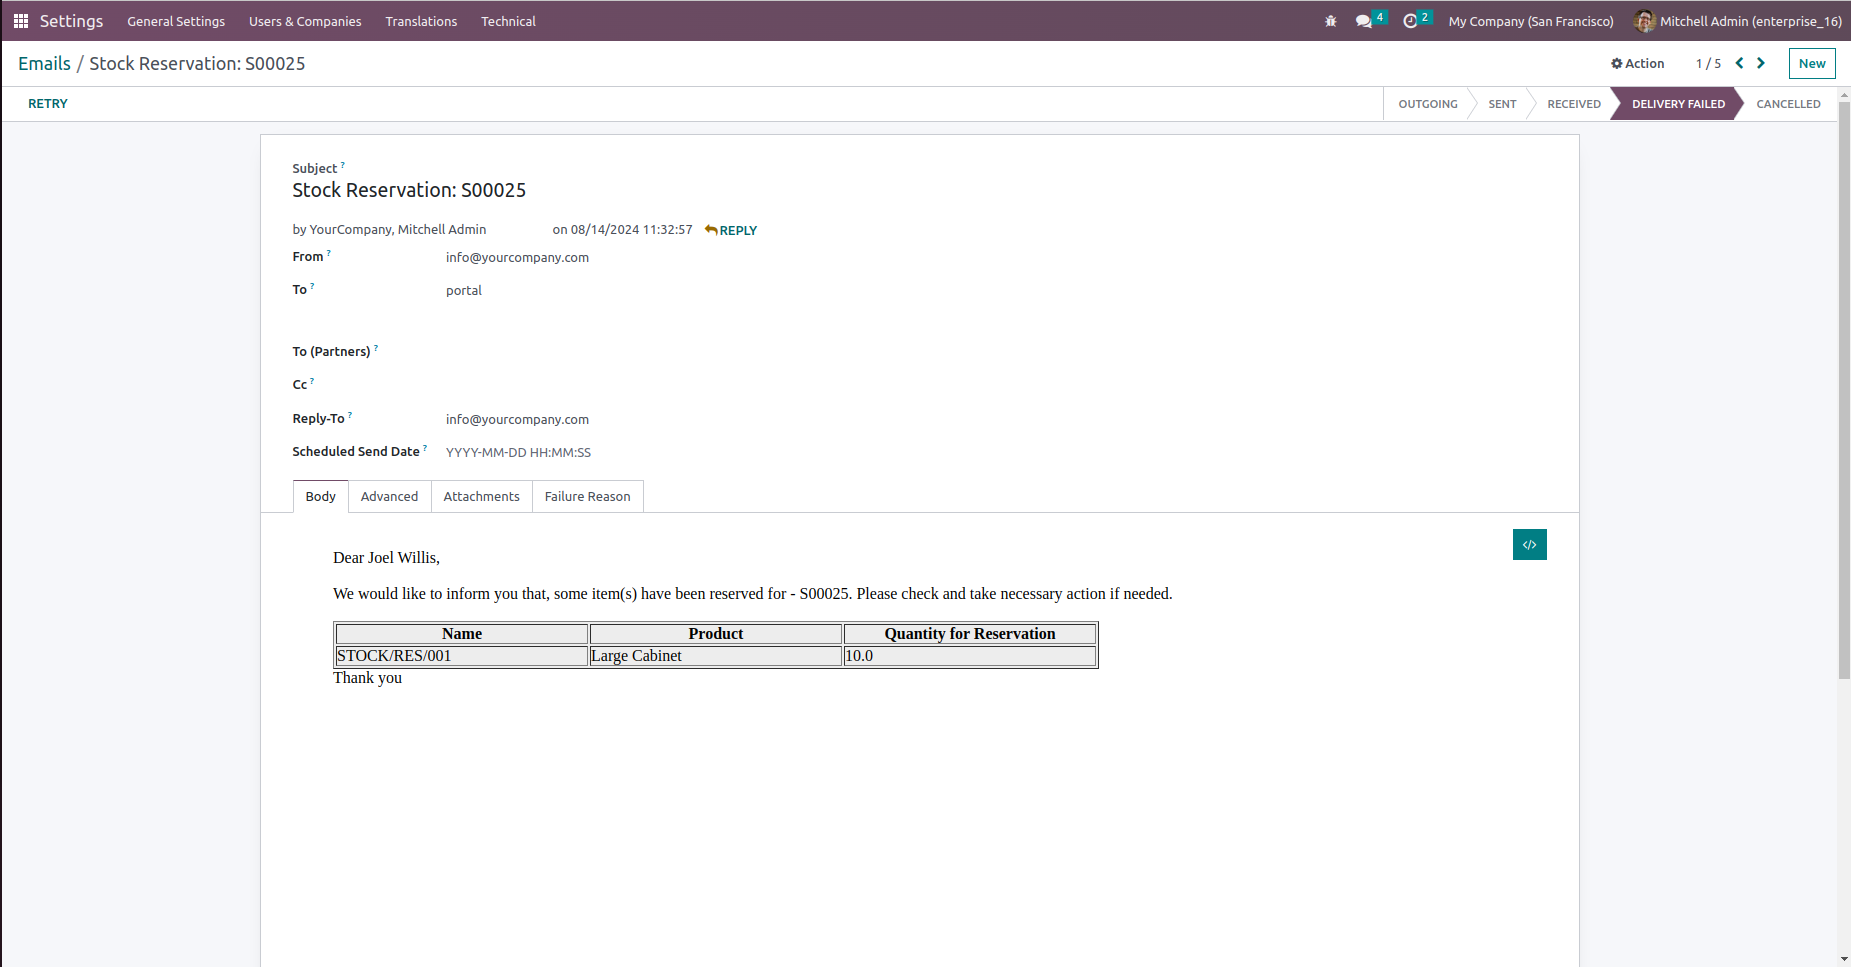 Settings General Settings Users & Companies Translations Technical 4 2 My Company (San Francisco) Mitchell Admin (enterprise_16)
Emails / Stock Reservation: S00025 Action 1 / 5 New
RETRY OUTGOING SENT RECEIVED DELIVERY FAILED CANCELLED
Subject ?
Stock Reservation: S00025
by YourCompany, Mitchell Admin on 08/14/2024 11:32:57 REPLY
From ? info@yourcompany.com
To ? portal
To (Partners) ?
Cc ?
Reply-To ? info@yourcompany.com
Scheduled Send Date ? YYYY-MM-DD HH:MM:SS
Body Advanced Attachments Failure Reason
</>
Dear Joel Willis,
We would like to inform you that, some item(s) have been reserved for - S00025. Please check and take necessary action if needed.
Name Product Quantity for Reservation
STOCK/RES/001 Large Cabinet 10.0
Thank you